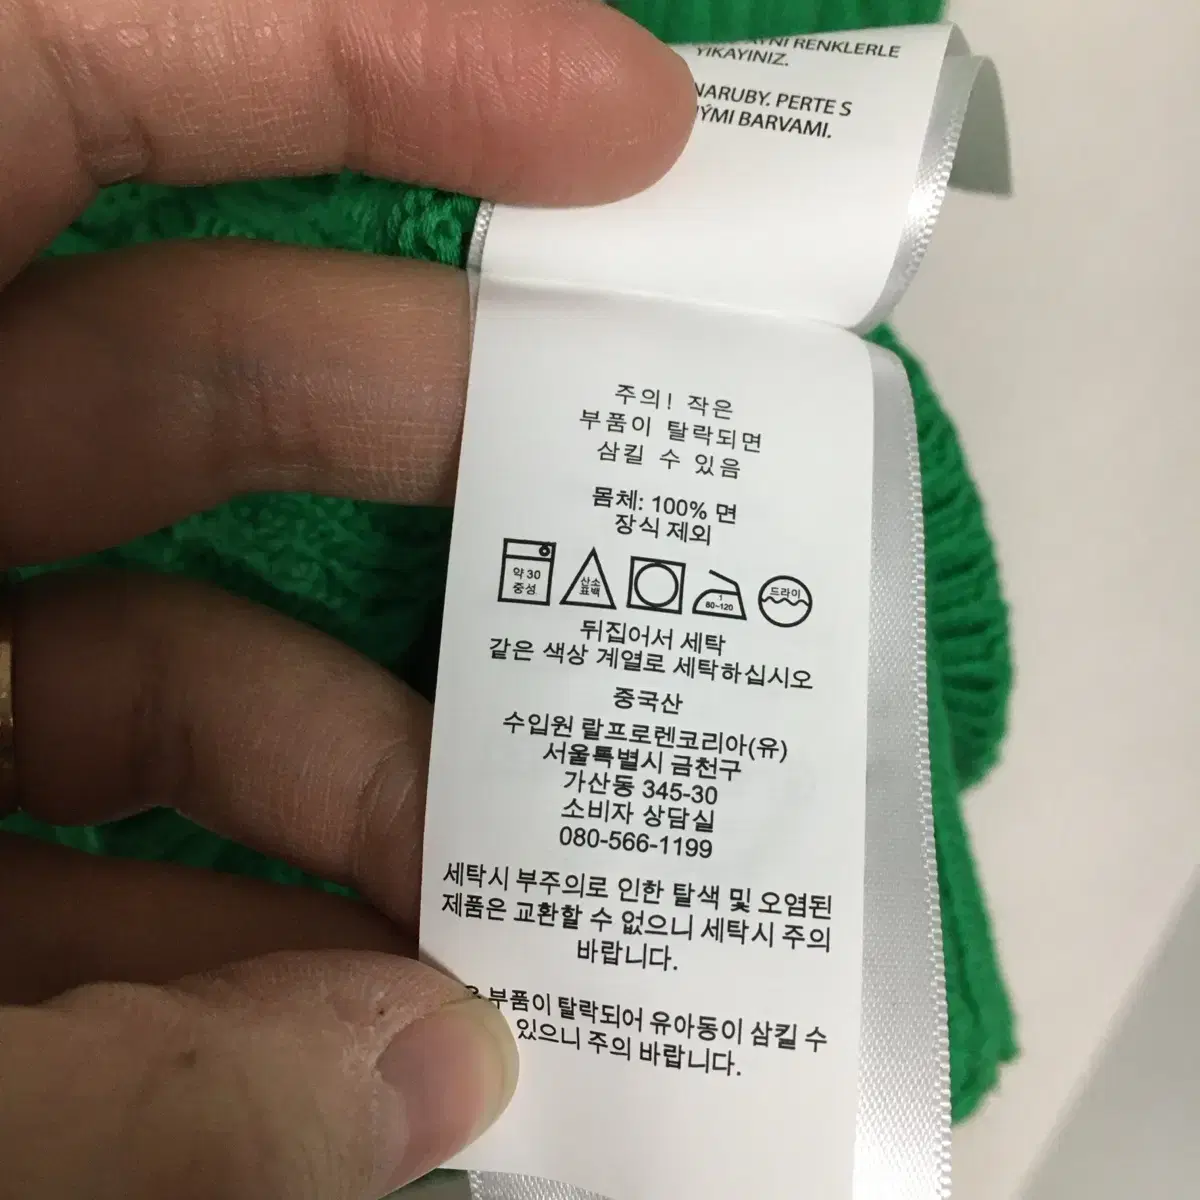 RENKLERLE
YIKAYINIZ.
NARUBY. PERTE S
BARVAMI.
주의! 작은
부품이 탈락되면
삼킬 수 있음
몸체: 100% 면
장식 제외
약 30
중성
산소
표백
1
80~120
드라이
뒤집어서 세탁
같은 색상 계열로 세탁하십시오
중국산
수입원 랄프로렌코리아(유)
서울특별시 금천구
가산동 345-30
소비자 상담실
080-566-1199
세탁시 부주의로 인한 탈색 및 오염된
제품은 교환할 수 없으니 세탁시 주의
바랍니다.
부품이 탈락되어 유아동이 삼킬 수
있으니 주의 바랍니다.